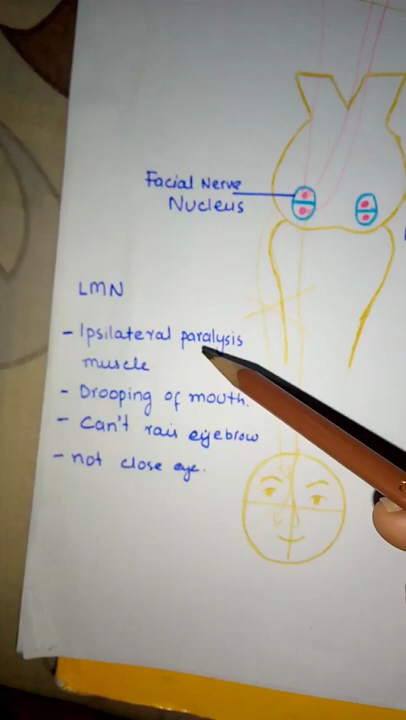 Facial Nerve
Nucleus
LMN
- Ipsilateral paralysis
muscle
- Drooping of mouth.
- Can't rais eyebrow
- not close eye.